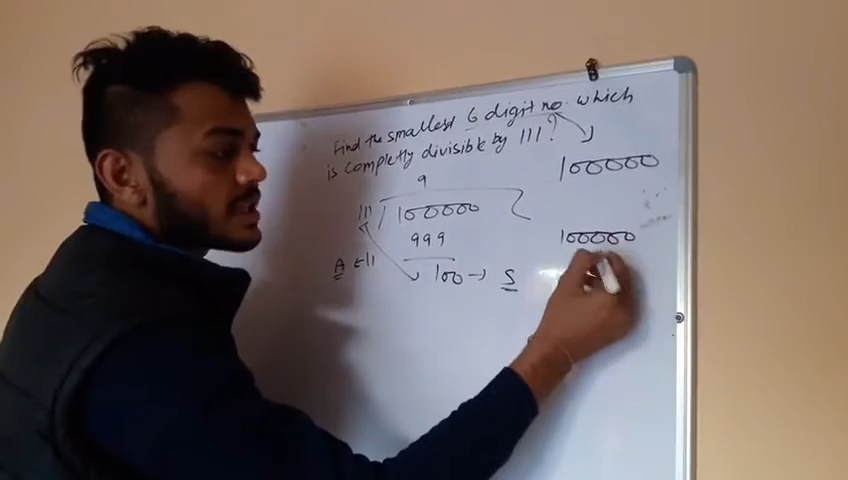 Find the smallest 6 digit no. which
is completly divisible by 111?
100000
9
111 100000
999
100 → S
A ← 11
100000